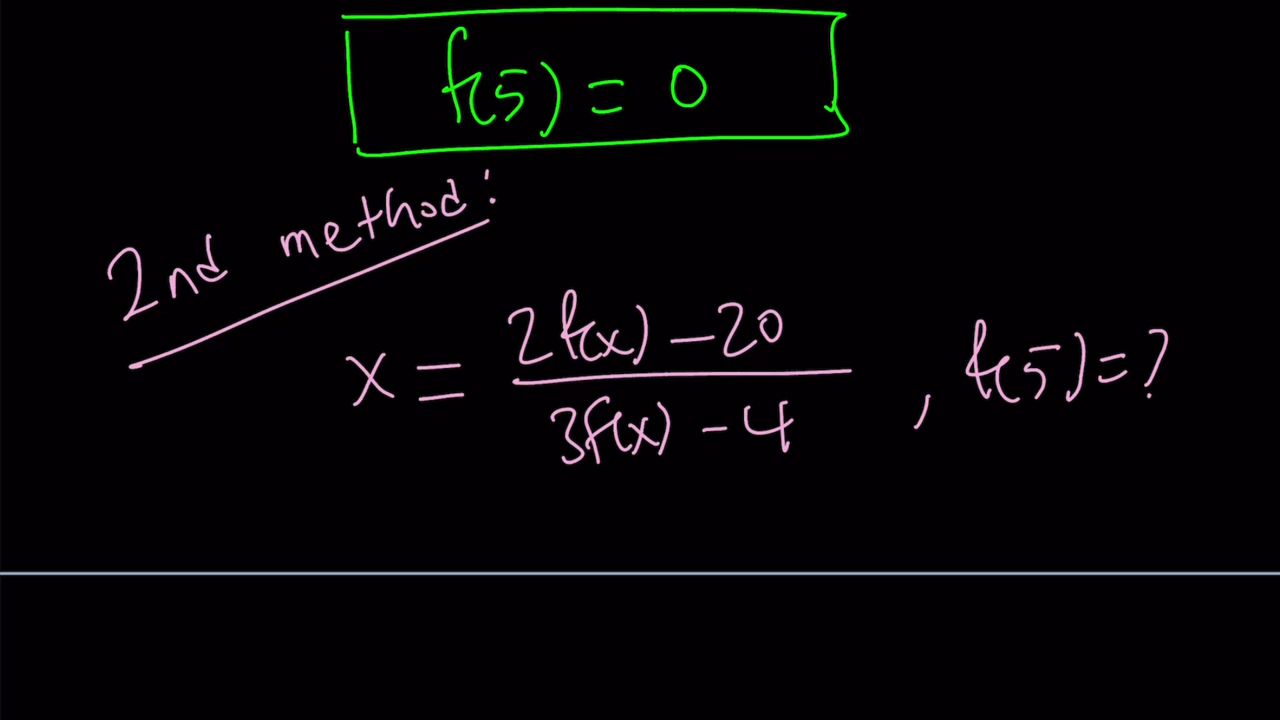 f(5) = 0
2nd method:
x = (2f(x) - 20)/(3f(x) - 4) , f(5) = ?